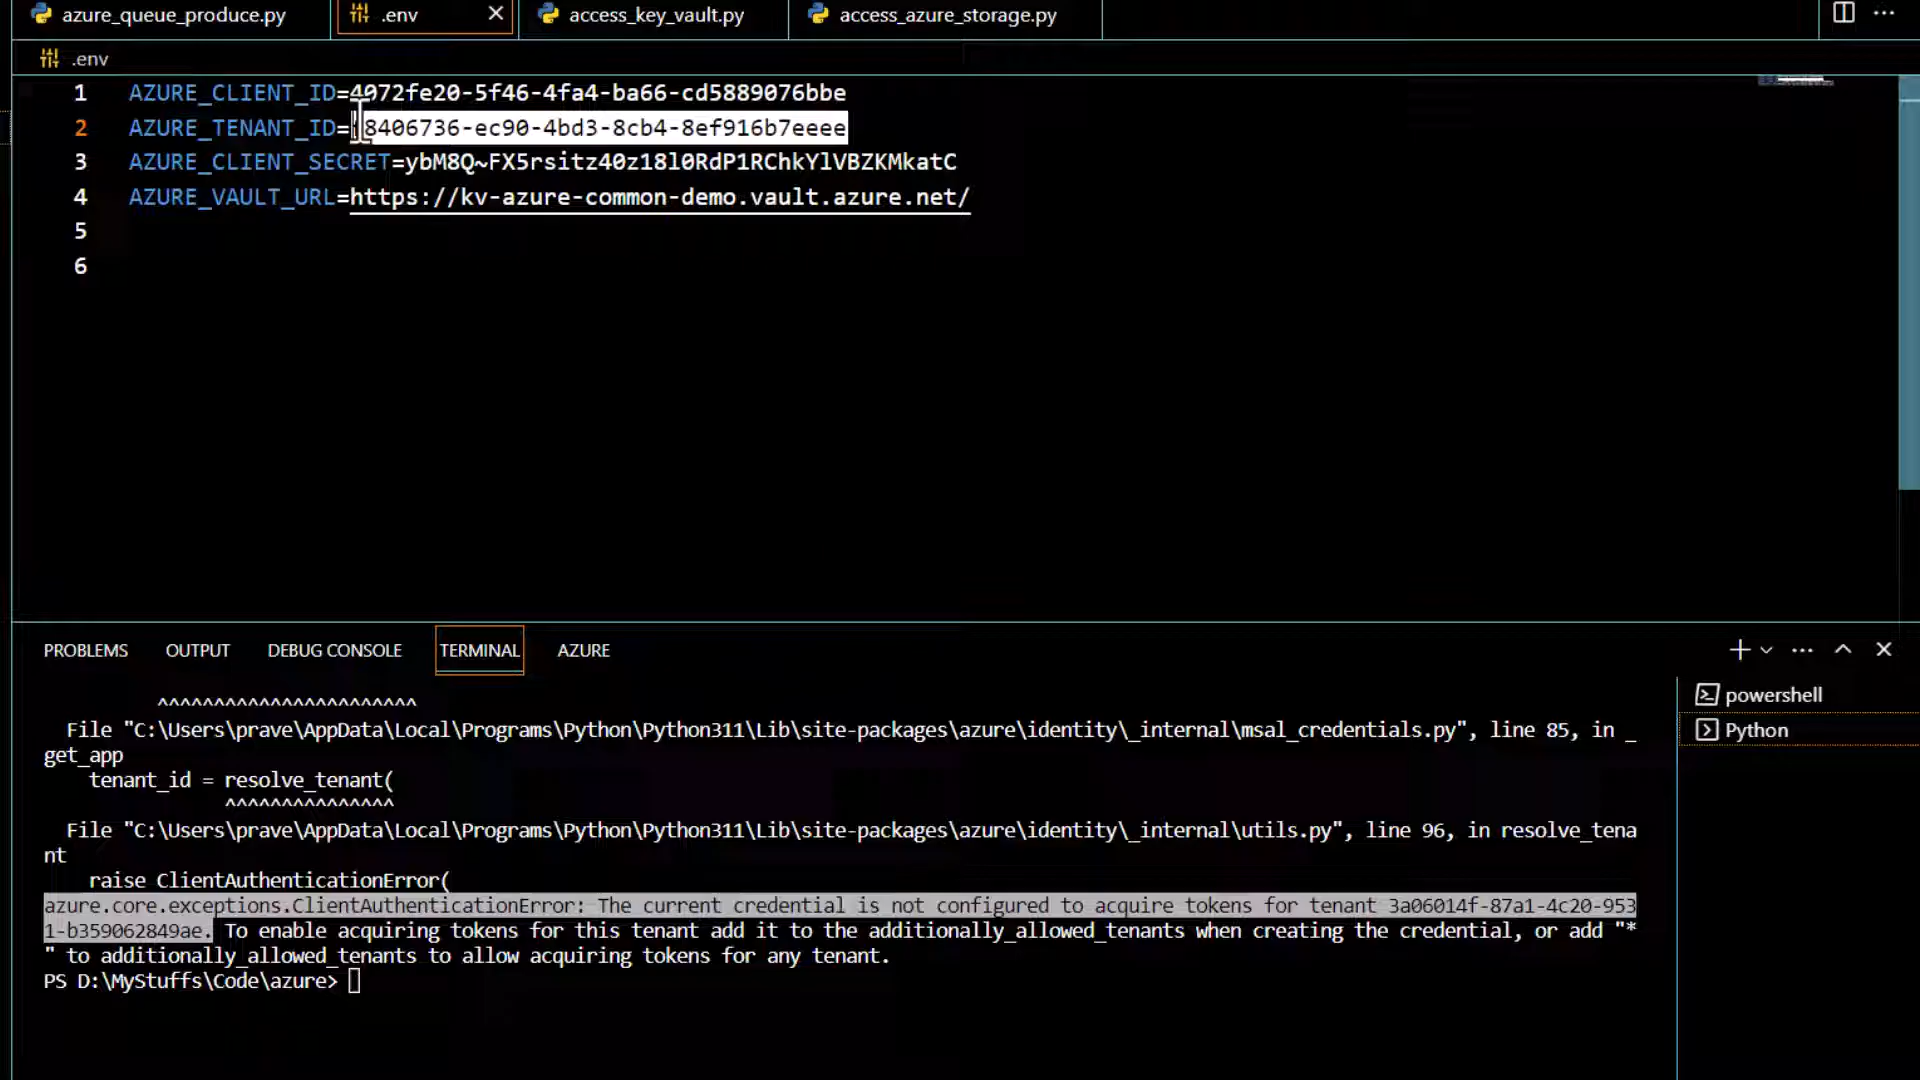 azure_queue_produce.py
.env
access_key_vault.py
access_azure_storage.py
.env
1 AZURE_CLIENT_ID=4072fe20-5f46-4fa4-ba66-cd5889076bbe
2 AZURE_TENANT_ID=8406736-ec90-4bd3-8cb4-8ef916b7eeee
3 AZURE_CLIENT_SECRET=ybM8Q~FX5rsitz40z18l0RdP1RChkYlVBZKMkatC
4 AZURE_VAULT_URL=https://kv-azure-common-demo.vault.azure.net/
5
6
PROBLEMS OUTPUT DEBUG CONSOLE TERMINAL AZURE
^^^^^^^^^^^^^^^^^^^^^^^
File "C:\Users\prave\AppData\Local\Programs\Python\Python311\Lib\site-packages\azure\identity\_internal\msal_credentials.py", line 85, in _
get_app
tenant_id = resolve_tenant(
^^^^^^^^^^^^^^^
File "C:\Users\prave\AppData\Local\Programs\Python\Python311\Lib\site-packages\azure\identity\_internal\utils.py", line 96, in resolve_tena
nt
raise ClientAuthenticationError(
azure.core.exceptions.ClientAuthenticationError: The current credential is not configured to acquire tokens for tenant 3a06014f-87a1-4c20-953
1-b359062849ae. To enable acquiring tokens for this tenant add it to the additionally_allowed_tenants when creating the credential, or add "*
" to additionally_allowed_tenants to allow acquiring tokens for any tenant.
PS D:\MyStuffs\Code\azure>
powershell
Python